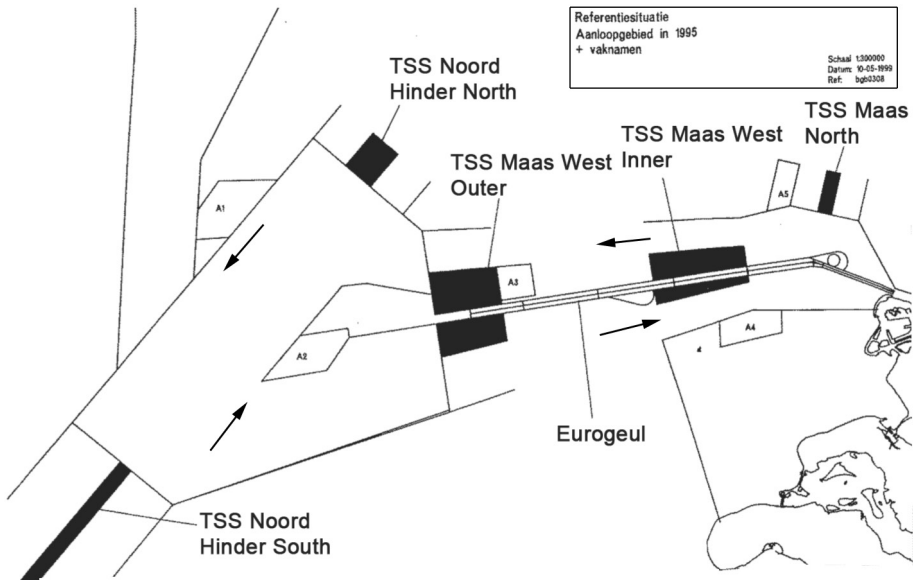 Referentiesituatie
Aanloopgebied in 1995
+ vaknamen
Schaal 1:300000
Datum: 10-05-1999
Ref: bgb0308
TSS Noord
Hinder North
TSS Maas West
Outer
TSS Maas West
Inner
TSS Maas
North
A1
A5
A3
A2
A4
Eurogeul
TSS Noord
Hinder South